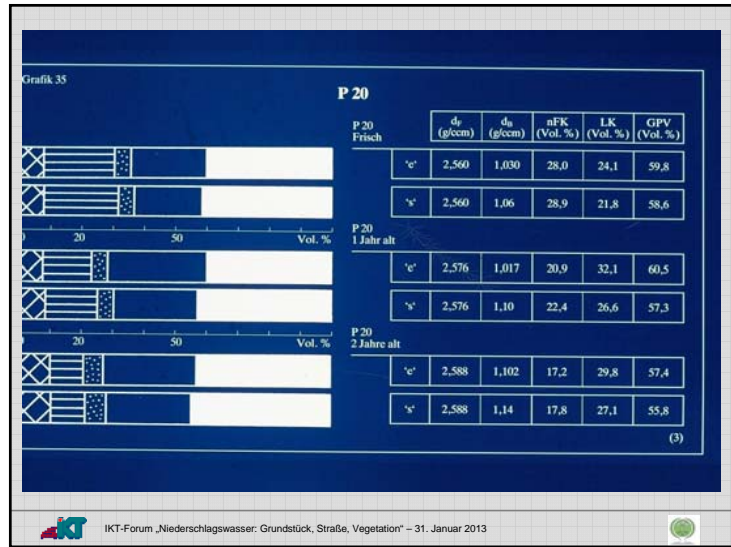 Grafik 35
P 20
P 20 Frisch
d_F (g/ccm) d_B (g/ccm) nFK (Vol. %) LK (Vol. %) GPV (Vol. %)
'c' 2,560 1,030 28,0 24,1 59,8
's' 2,560 1,06 28,9 21,8 58,6
20 50 Vol. %
P 20 1 Jahr alt
'c' 2,576 1,017 20,9 32,1 60,5
's' 2,576 1,10 22,4 26,6 57,3
20 50 Vol. %
P 20 2 Jahre alt
'c' 2,588 1,102 17,2 29,8 57,4
's' 2,588 1,14 17,8 27,1 55,8
(3)
IKT IKT-Forum „Niederschlagswasser: Grundstück, Straße, Vegetation“ – 31. Januar 2013